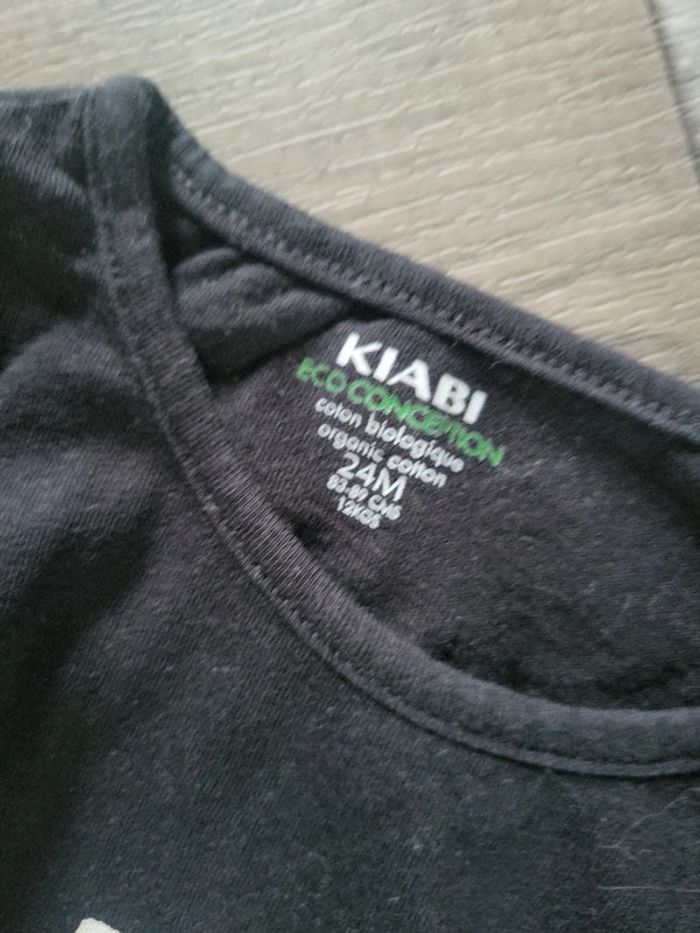 KIABI
ECO CONCEPTION
coton biologique
organic cotton
24M